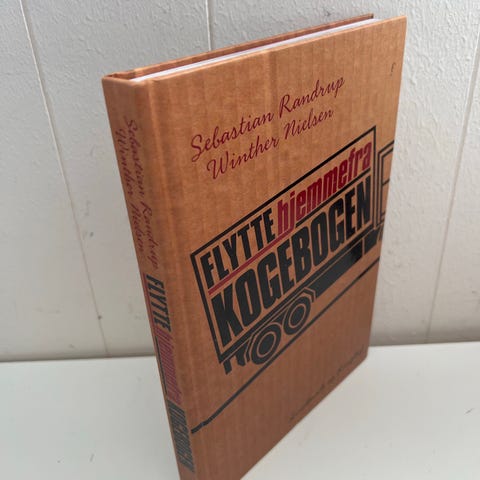 Sebastian Randrup
Winther Nielsen
FLYTTE hjemmefra
KOGEBOGEN
Sebastian Randrup
Winther Nielsen
FLYTTE hjemmefra KOGEBOGEN